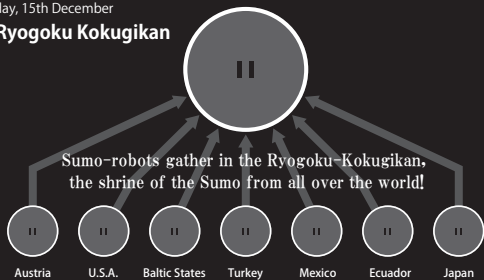 15th December
Ryogoku Kokugikan
Sumo-robots gather in the Ryogoku-Kokugikan,
the shrine of the Sumo from all over the world!
Austria U.S.A. Baltic States Turkey Mexico Ecuador Japan